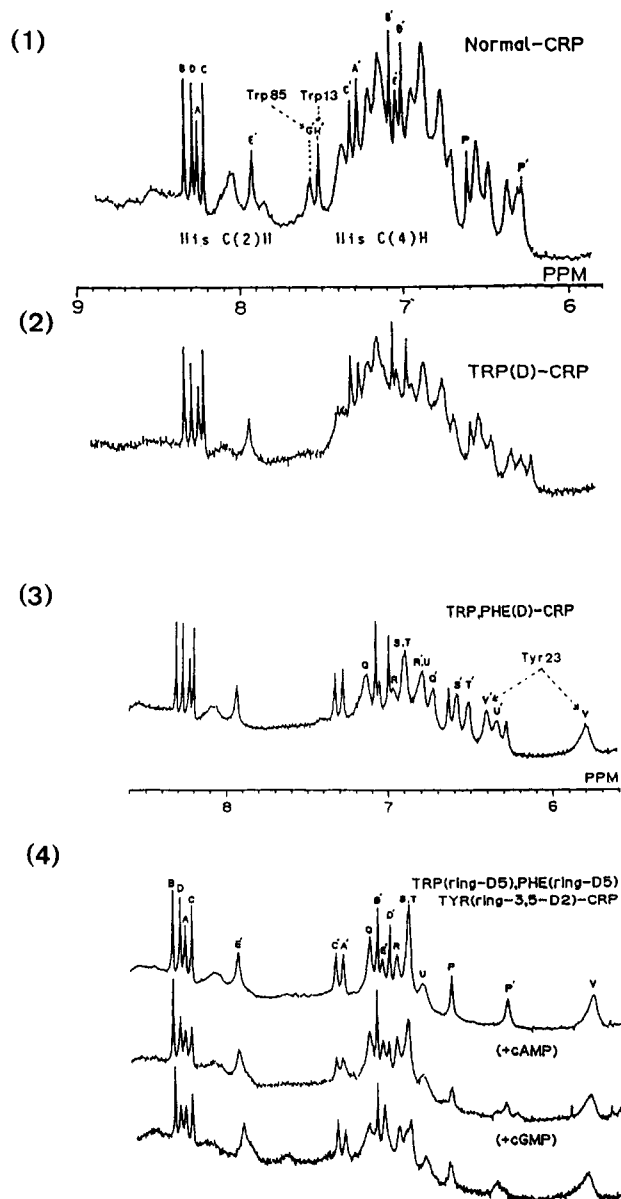 (1)
Normal-CRP
B D A C
E'
Trp85 Trp13
G' H'
C' A'
B' E' D'
P P'
His C(2)H His C(4)H
PPM
9 8 7 6
(2)
TRP(D)-CRP
(3)
TRP,PHE(D)-CRP
Q R S,T R',U Q' S' T' V' U' V
Tyr23
PPM
8 7 6
(4)
TRP(ring-D5),PHE(ring-D5)
TYR(ring-3,5-D2)-CRP
B D A C
E'
C' A'
Q B' E' D' R S,T U P P' V
(+cAMP)
(+cGMP)